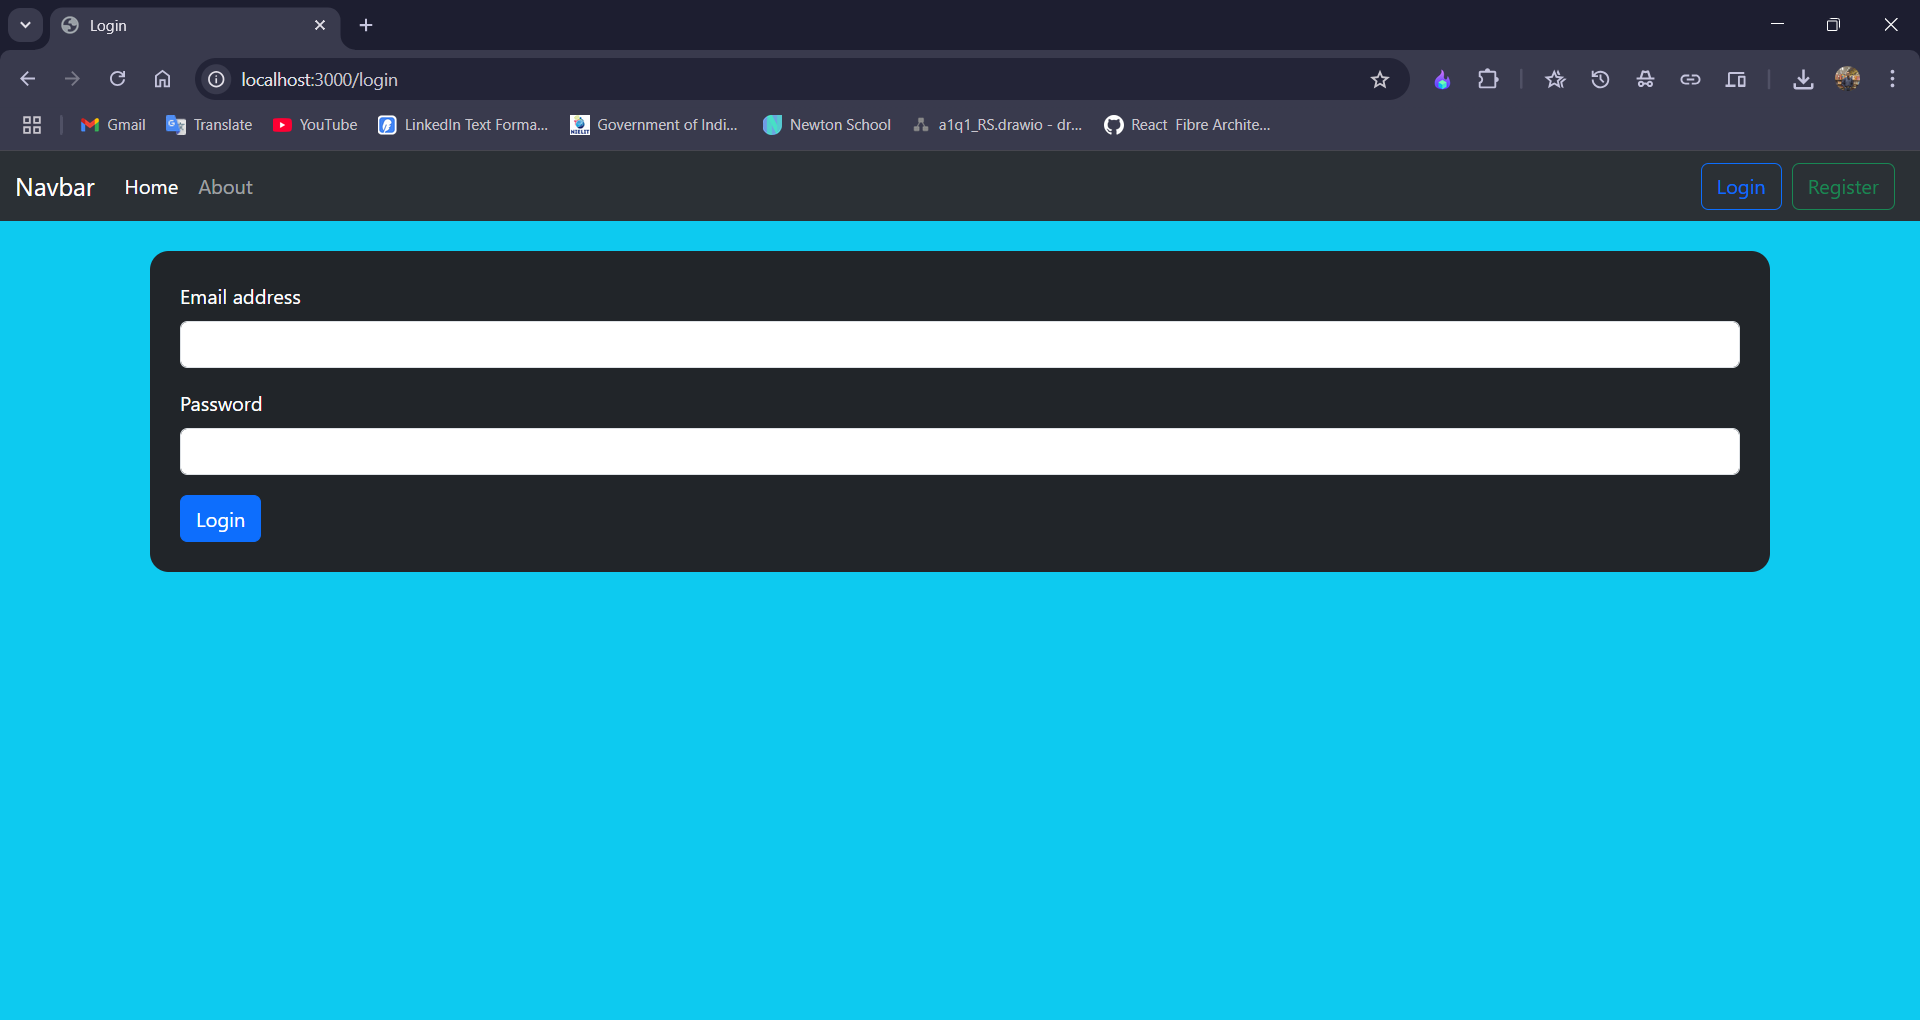 Login
localhost:3000/login
Gmail Translate YouTube LinkedIn Text Forma... Government of Indi... Newton School a1q1_RS.drawio - dr... React Fibre Archite...
Navbar Home About Login Register
Email address
Password
Login